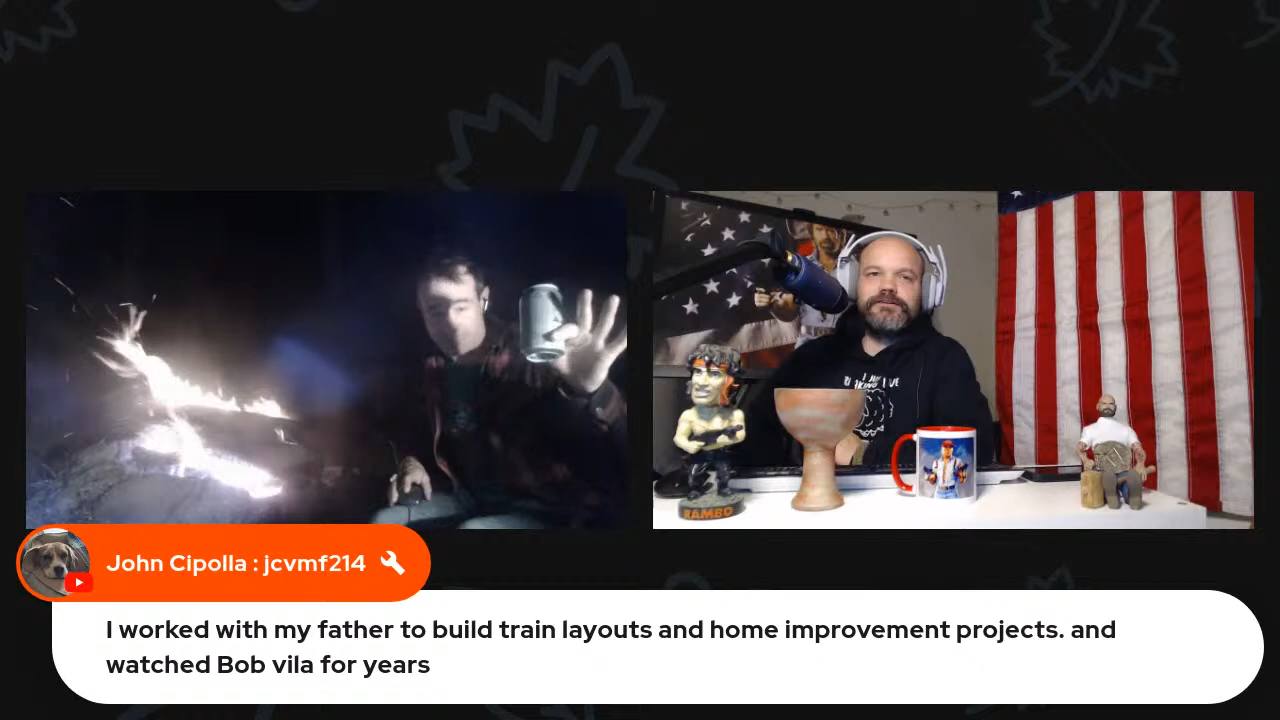 RAMBO
John Cipolla : jcvmf214
I worked with my father to build train layouts and home improvement projects. and
watched Bob vila for years